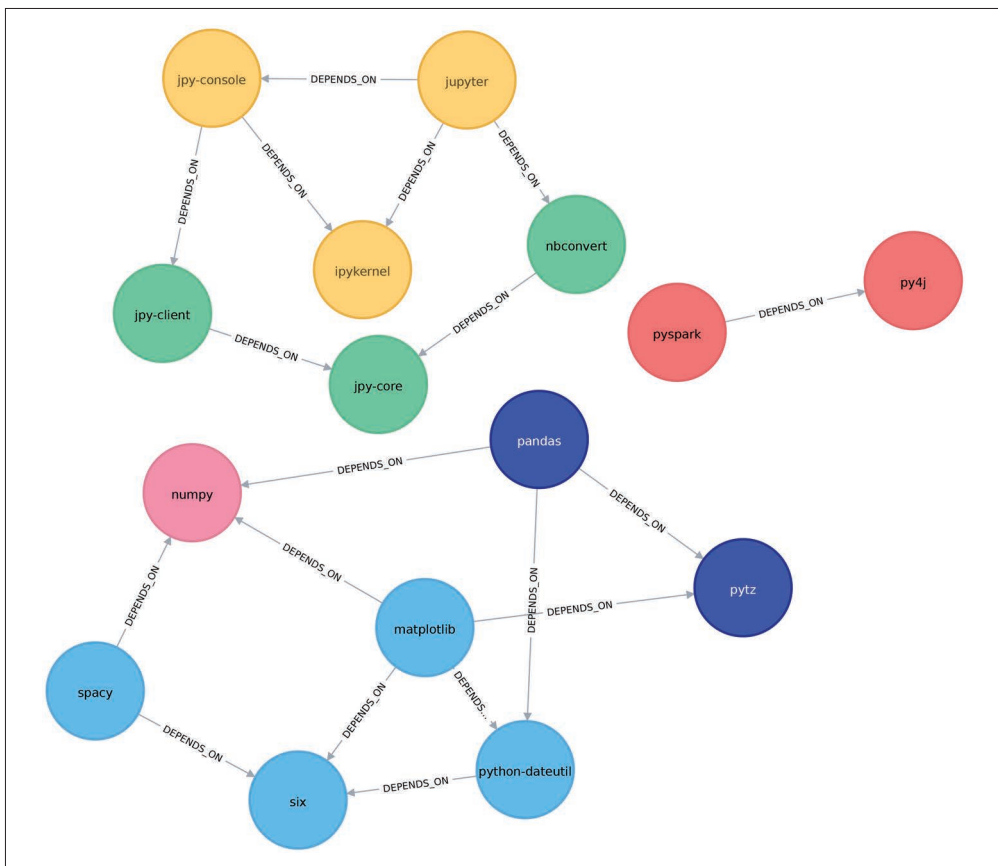 jpy-console
DEPENDS_ON
jupyter
DEPENDS_ON
DEPENDS_ON
DEPENDS_ON
DEPENDS_ON
nbconvert
ipykernel
jpy-client
DEPENDS_ON
DEPENDS_ON
jpy-core
py4j
DEPENDS_ON
pyspark
pandas
DEPENDS_ON
numpy
DEPENDS_ON
DEPENDS_ON
DEPENDS_ON
DEPENDS_ON
pytz
DEPENDS_ON
matplotlib
spacy
DEPENDS_ON
DEPENDS_ON
DEPENDS...
python-dateutil
DEPENDS_ON
six